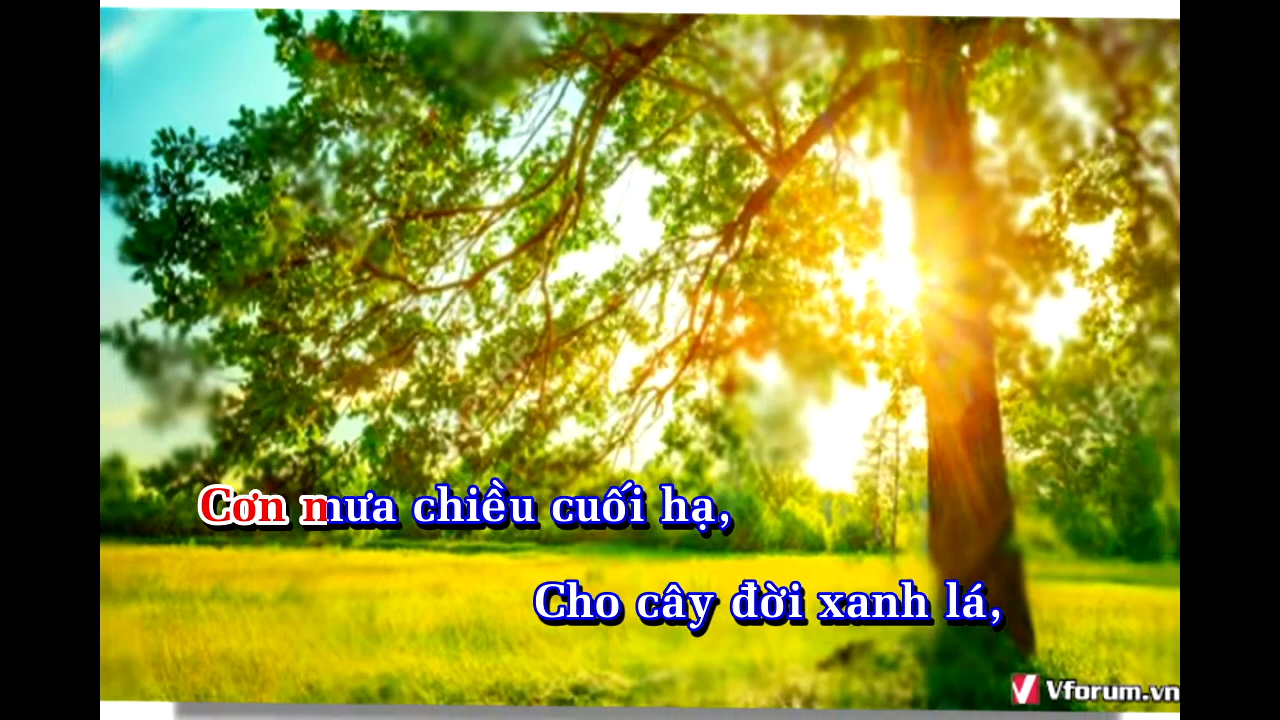 Cơn mưa chiều cuối hạ,
Cho cây đời xanh lá,
Vforum.vn